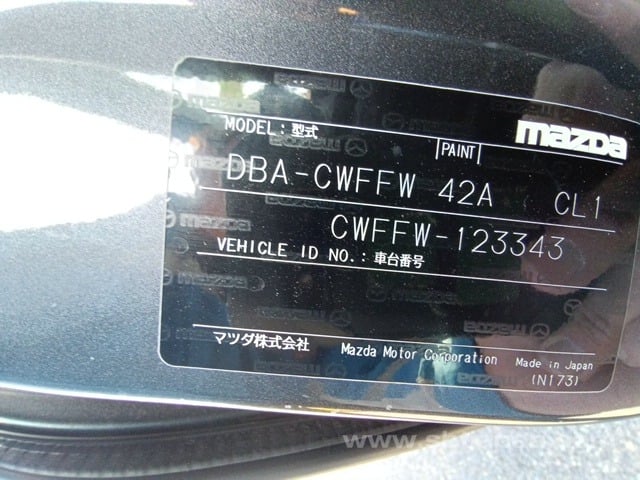 mazda
MODEL:型式
PAINT
DBA-CWFFW 42A CL1
CWFFW-123343
VEHICLE ID NO.:車台番号
マツダ株式会社 Mazda Motor Corporation Made in Japan
(N173)